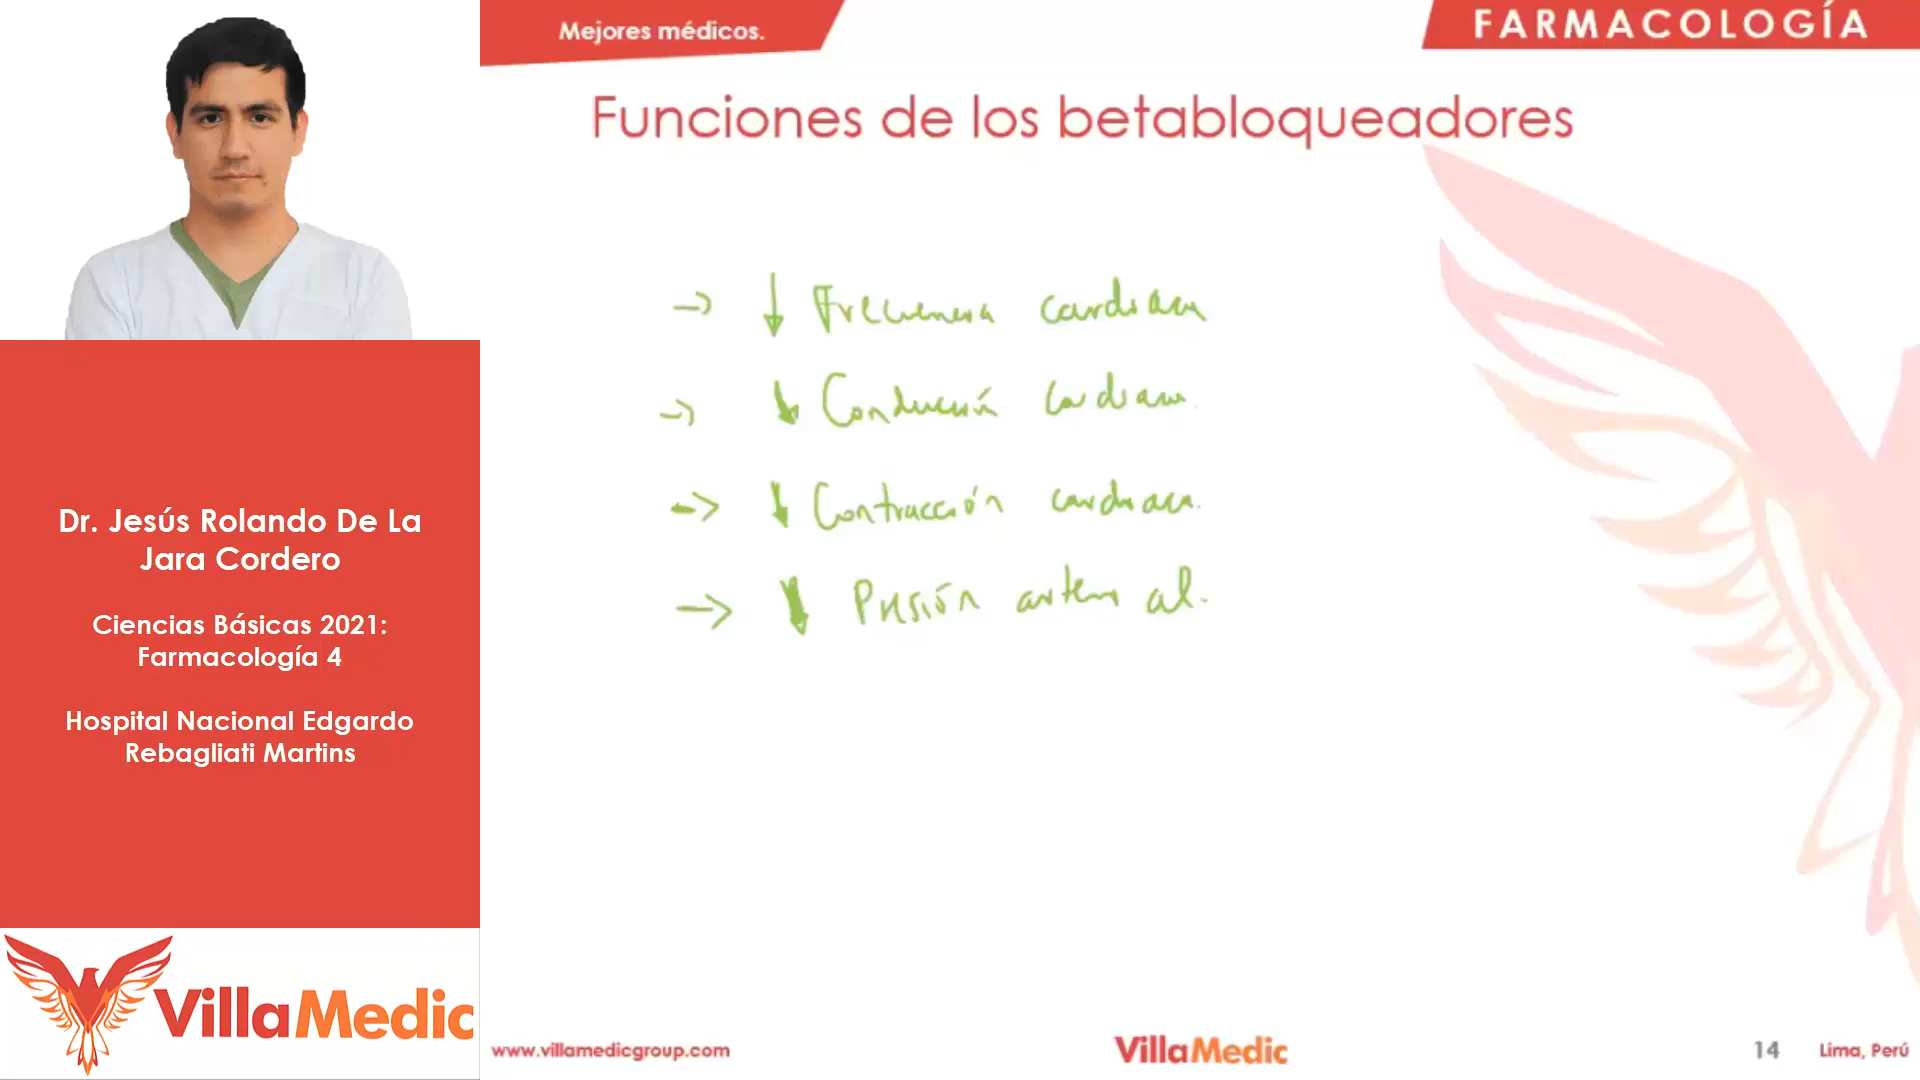 Mejores médicos.
FARMACOLOGÍA
Funciones de los betabloqueadores
→ ↓ Frecuencia cardiaca
→ ↓ Conducción cardiaca.
→ ↓ Contracción cardiaca.
→ ↓ Presión arterial.
Dr. Jesús Rolando De La
Jara Cordero
Ciencias Básicas 2021:
Farmacología 4
Hospital Nacional Edgardo
Rebagliati Martins
VillaMedic
www.villamedicgroup.com
VillaMedic
14
Lima, Perú